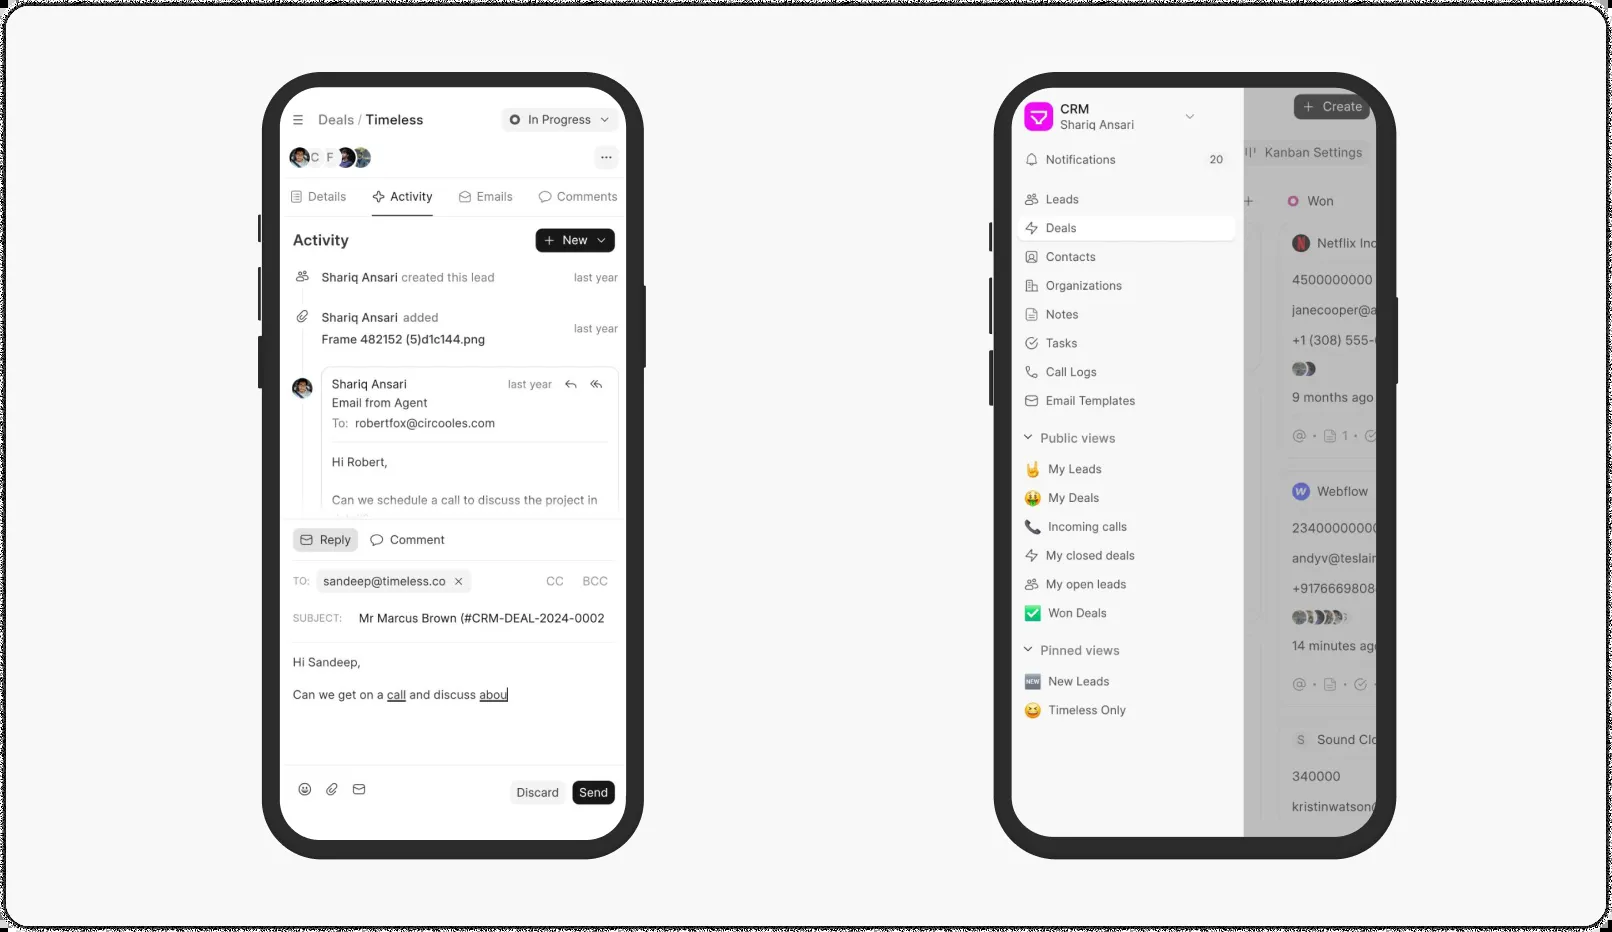 Deals / Timeless
In Progress
C F
Details
Activity
Emails
Comments
Activity
+ New
Shariq Ansari created this lead
last year
Shariq Ansari added
Frame 482152 (5)d1c144.png
last year
Shariq Ansari
last year
Email from Agent
To: robertfox@circooles.com
Hi Robert,
Can we schedule a call to discuss the project in
Reply
Comment
TO: sandeep@timeless.co
CC
BCC
SUBJECT: Mr Marcus Brown (#CRM-DEAL-2024-0002
Hi Sandeep,
Can we get on a call and discuss abou
Discard
Send
CRM
Shariq Ansari
Notifications
20
Leads
Deals
Contacts
Organizations
Notes
Tasks
Call Logs
Email Templates
Public views
My Leads
My Deals
Incoming calls
My closed deals
My open leads
Won Deals
Pinned views
NEW New Leads
Timeless Only
+ Create
Kanban Settings
+
Won
Netflix Inc
4500000000
janecooper@a
+1 (308) 555-
9 months ago
@ · 1 ·
W Webflow
23400000000
andyv@teslain
+9176669808
14 minutes ag
@ · ·
S Sound Clo
340000
kristinwatson@